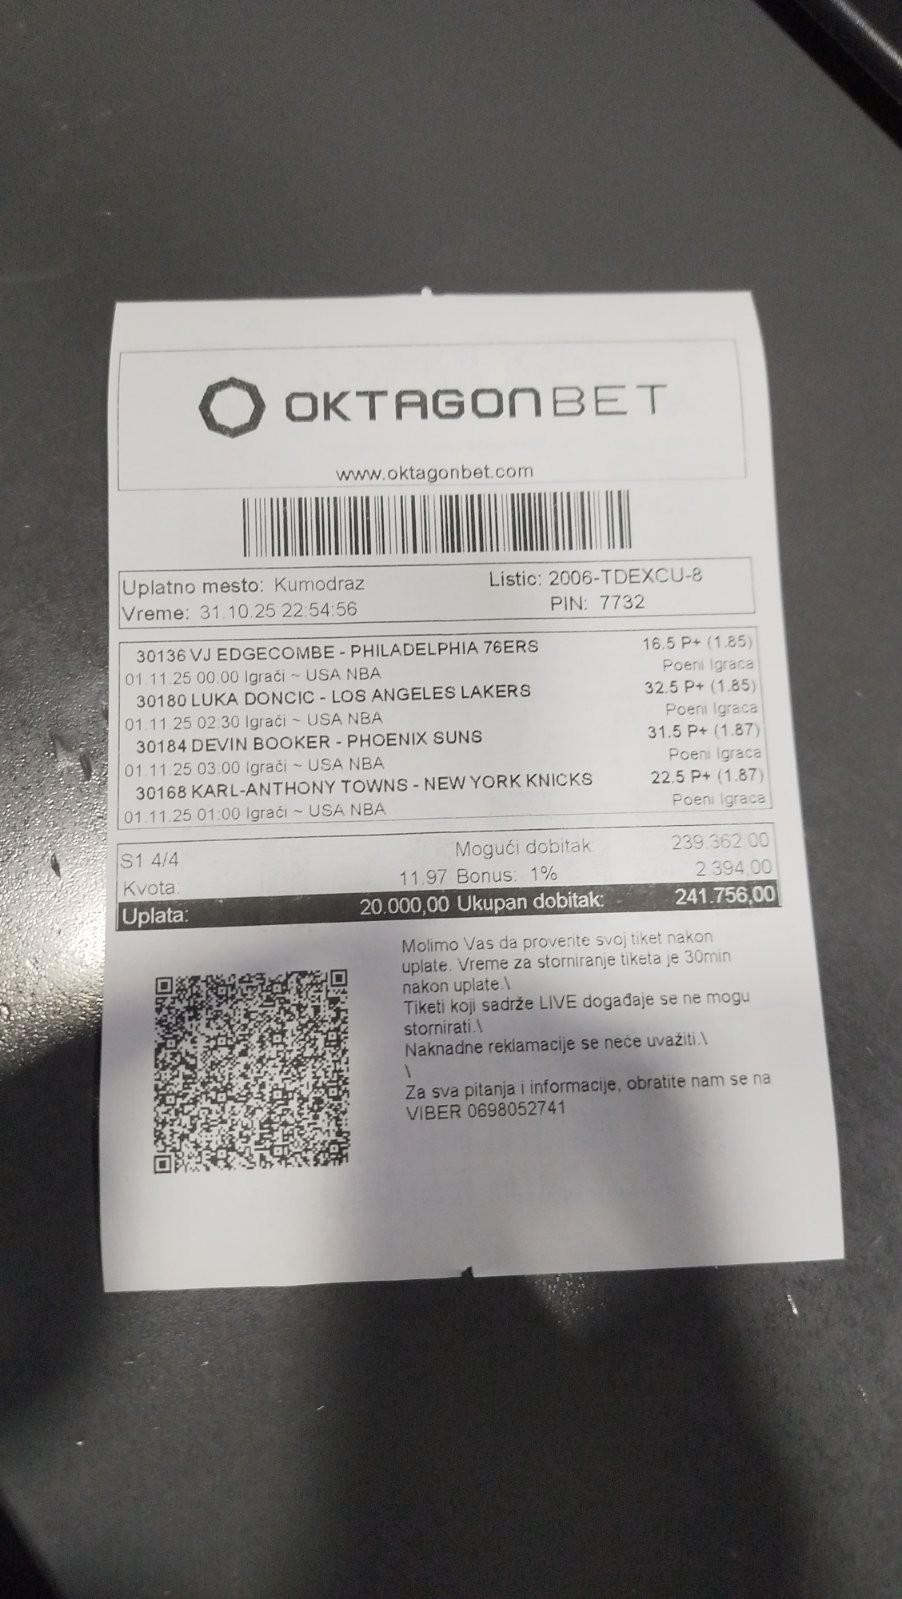 OKTAGONBET
www.oktagonbet.com
Uplatno mesto: Kumodraz Listic: 2006-TDEXCU-8
Vreme: 31.10.25 22:54:56 PIN: 7732
30136 VJ EDGECOMBE - PHILADELPHIA 76ERS 16.5 P+ (1.85)
01.11.25 00.00 Igrači ~ USA NBA Poeni Igraca
30180 LUKA DONCIC - LOS ANGELES LAKERS 32.5 P+ (1.85)
01.11.25 02:30 Igrači ~ USA NBA Poeni Igraca
30184 DEVIN BOOKER - PHOENIX SUNS 31.5 P+ (1.87)
01.11.25 03:00 Igrači ~ USA NBA Poeni Igraca
30168 KARL-ANTHONY TOWNS - NEW YORK KNICKS 22.5 P+ (1.87)
01.11.25 01:00 Igrači ~ USA NBA Poeni Igraca
S1 4/4 Mogući dobitak: 239.362,00
Kvota: 11.97 Bonus: 1% 2.394,00
Uplata: 20.000,00 Ukupan dobitak: 241.756,00
Molimo Vas da proverite svoj tiket nakon
uplate. Vreme za storniranje tiketa je 30min
nakon uplate.\
Tiketi koji sadrže LIVE događaje se ne mogu
stornirati.\
Naknadne reklamacije se neće uvažiti.\
\
Za sva pitanja i informacije, obratite nam se na
VIBER 0698052741